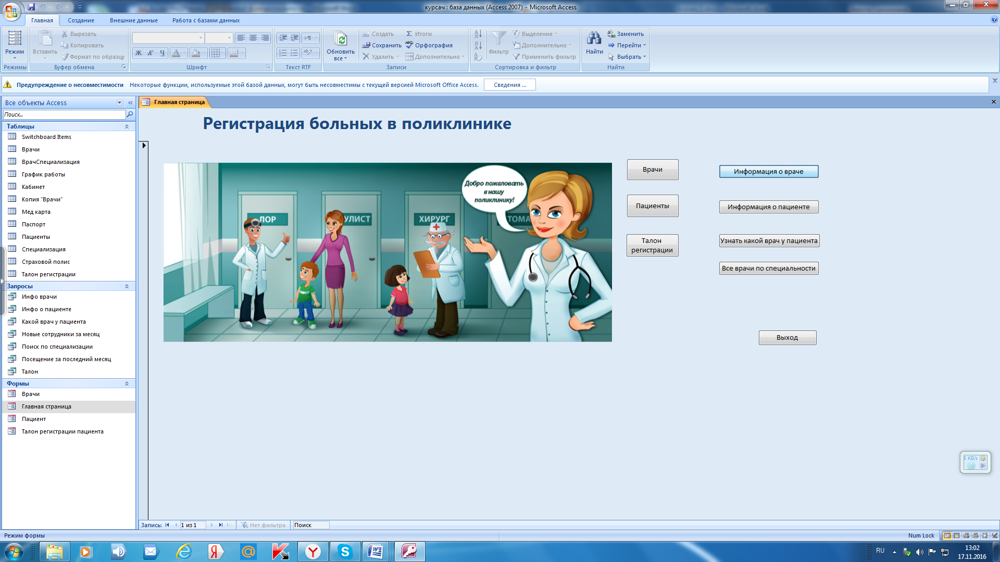 курсач : база данных (Access 2007) - Microsoft Access
Главная
Создание
Внешние данные
Работа с базами данных
Режим
Режимы
Вставить
Вырезать
Копировать
Формат по образцу
Буфер обмена
Ж К Ч
Шрифт
Текст RTF
Обновить все
Создать
Сохранить
Удалить
Итоги
Орфография
Дополнительно
Записи
Фильтр
Выделение
Дополнительно
Применить фильтр
Сортировка и фильтр
Найти
Заменить
Перейти
Выбрать
Найти
Предупреждение о несовместимости Некоторые функции, используемые этой базой данных, могут быть несовместимы с текущей версией Microsoft Office Access.
Сведения ...
Все объекты Access
Поиск...
Таблицы
Switchboard Items
Врачи
ВрачСпециализация
График работы
Кабинет
Копия "Врачи"
Мед карта
Паспорт
Пациенты
Специализация
Страховой полис
Талон регистрации
Запросы
Инфо врачи
Инфо о пациенте
Какой врач у пациента
Новые сотрудники за месяц
Поиск по специализации
Посещение за последний месяц
Талон
Формы
Врачи
Главная страница
Пациент
Талон регистрации пациента
Главная страница
Регистрация больных в поликлинике
ЛОР
УЛИСТ
ХИРУРГ
ТОМА
Добро пожаловать
в нашу
поликлинику!
Врачи
Пациенты
Талон
регистрации
Информация о враче
Информация о пациенте
Узнать какой врач у пациента
Все врачи по специальности
Выход
5 KB/s
Запись:
1 из 1
Нет фильтра
Поиск
Режим формы
Num Lock
RU
13:02
17.11.2016